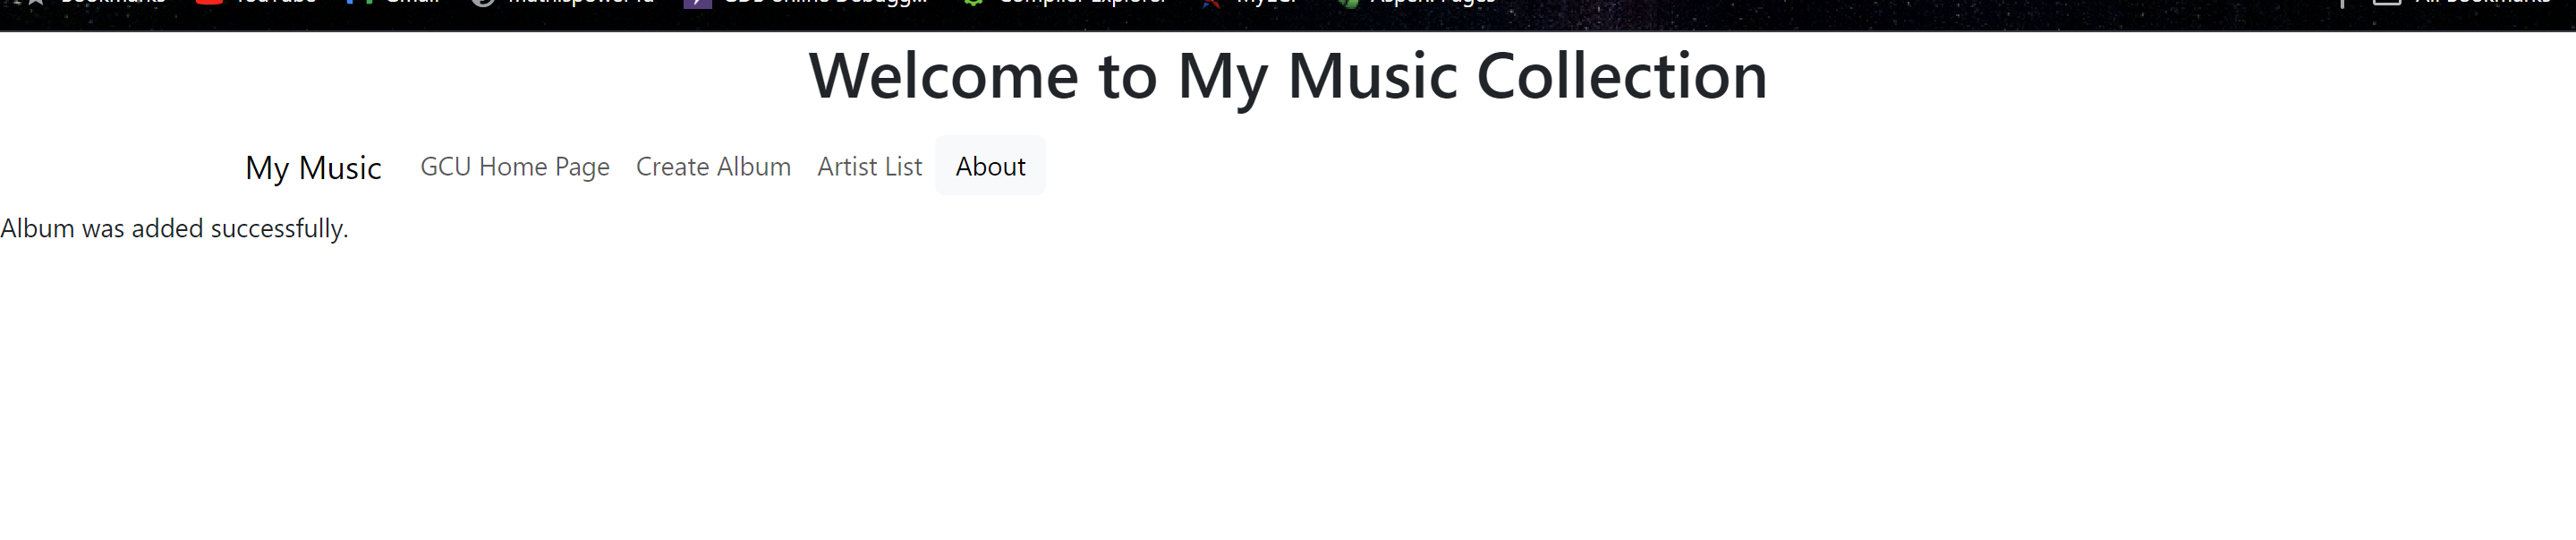 Welcome to My Music Collection
My Music GCU Home Page Create Album Artist List About
Album was added successfully.